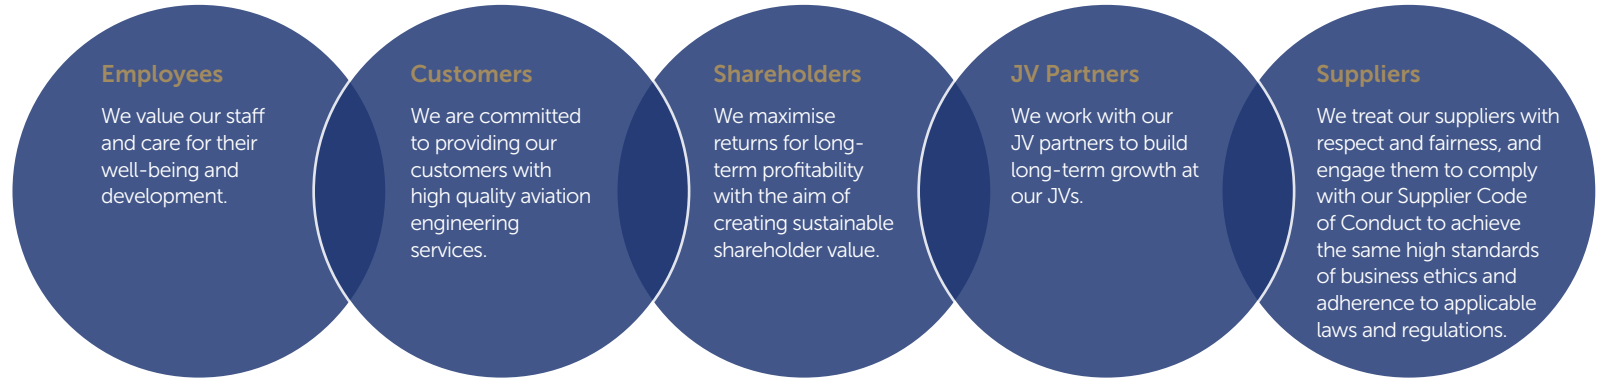 Employees
We value our staff
and care for their
well-being and
development.
Customers
We are committed
to providing our
customers with
high quality aviation
engineering
services.
Shareholders
We maximise
returns for long-
term profitability
with the aim of
creating sustainable
shareholder value.
JV Partners
We work with our
JV partners to build
long-term growth at
our JVs.
Suppliers
We treat our suppliers with
respect and fairness, and
engage them to comply
with our Supplier Code
of Conduct to achieve
the same high standards
of business ethics and
adherence to applicable
laws and regulations.